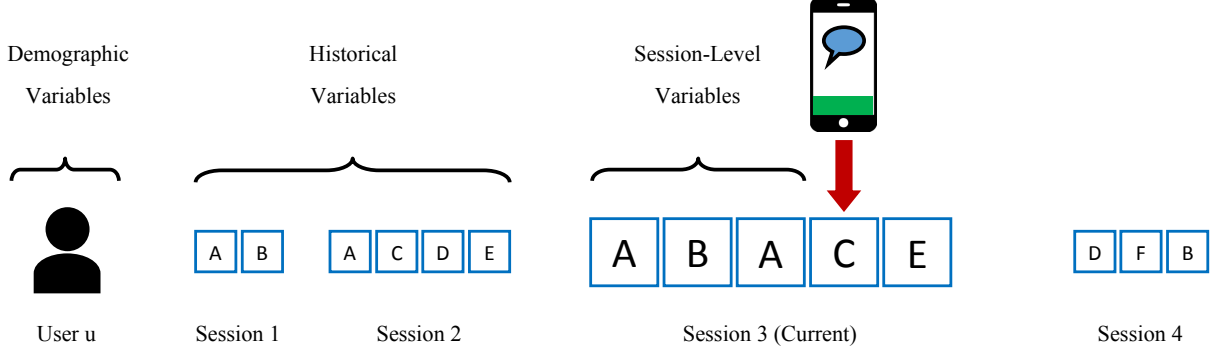 Demographic
Variables
Historical
Variables
Session-Level
Variables
A B
A C D E
A B A C E
D F B
User u
Session 1
Session 2
Session 3 (Current)
Session 4